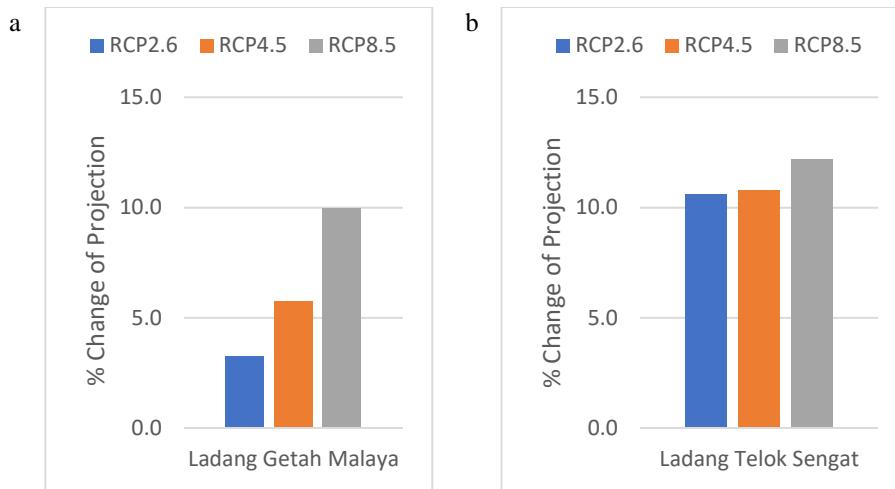 a
RCP2.6 RCP4.5 RCP8.5
15.0
10.0
5.0
0.0
% Change of Projection
Ladang Getah Malaya
b
RCP2.6 RCP4.5 RCP8.5
15.0
10.0
5.0
0.0
% Change of Projection
Ladang Telok Sengat